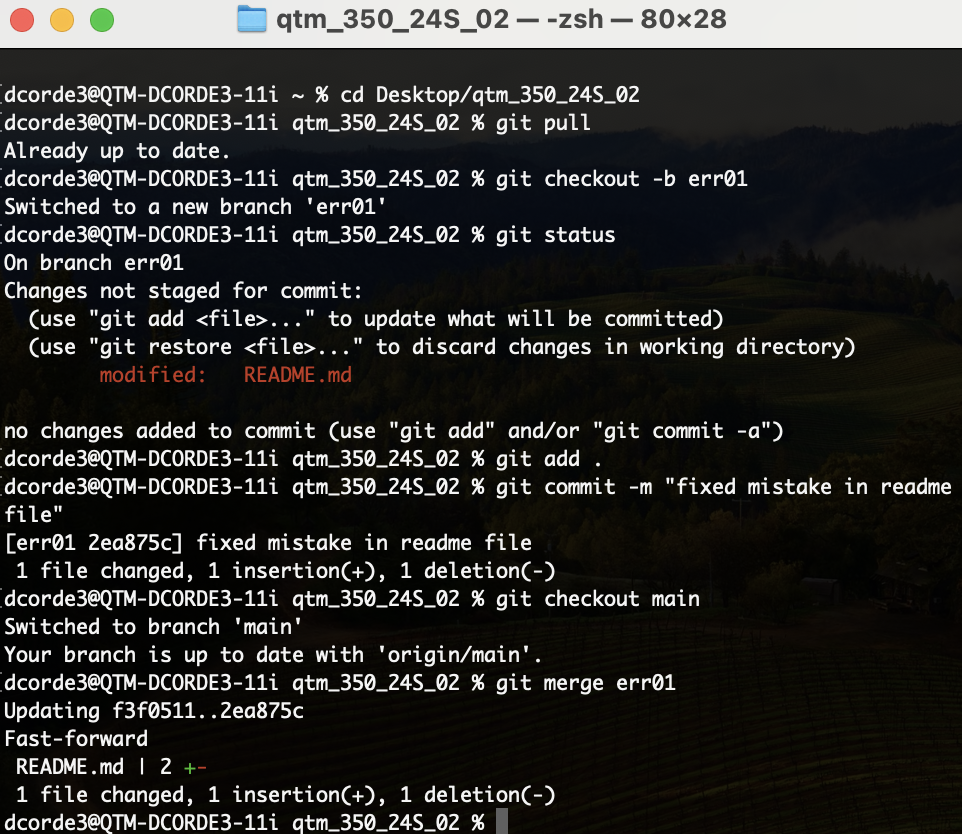 qtm_350_24S_02 — -zsh — 80×28
[dcorde3@QTM-DCORDE3-11i ~ % cd Desktop/qtm_350_24S_02
[dcorde3@QTM-DCORDE3-11i qtm_350_24S_02 % git pull
Already up to date.
[dcorde3@QTM-DCORDE3-11i qtm_350_24S_02 % git checkout -b err01
Switched to a new branch 'err01'
[dcorde3@QTM-DCORDE3-11i qtm_350_24S_02 % git status
On branch err01
Changes not staged for commit:
  (use "git add <file>..." to update what will be committed)
  (use "git restore <file>..." to discard changes in working directory)
        modified:   README.md
no changes added to commit (use "git add" and/or "git commit -a")
[dcorde3@QTM-DCORDE3-11i qtm_350_24S_02 % git add .
[dcorde3@QTM-DCORDE3-11i qtm_350_24S_02 % git commit -m "fixed mistake in readme
file"
[err01 2ea875c] fixed mistake in readme file
 1 file changed, 1 insertion(+), 1 deletion(-)
[dcorde3@QTM-DCORDE3-11i qtm_350_24S_02 % git checkout main
Switched to branch 'main'
Your branch is up to date with 'origin/main'.
[dcorde3@QTM-DCORDE3-11i qtm_350_24S_02 % git merge err01
Updating f3f0511..2ea875c
Fast-forward
 README.md | 2 +-
 1 file changed, 1 insertion(+), 1 deletion(-)
dcorde3@QTM-DCORDE3-11i qtm_350_24S_02 %